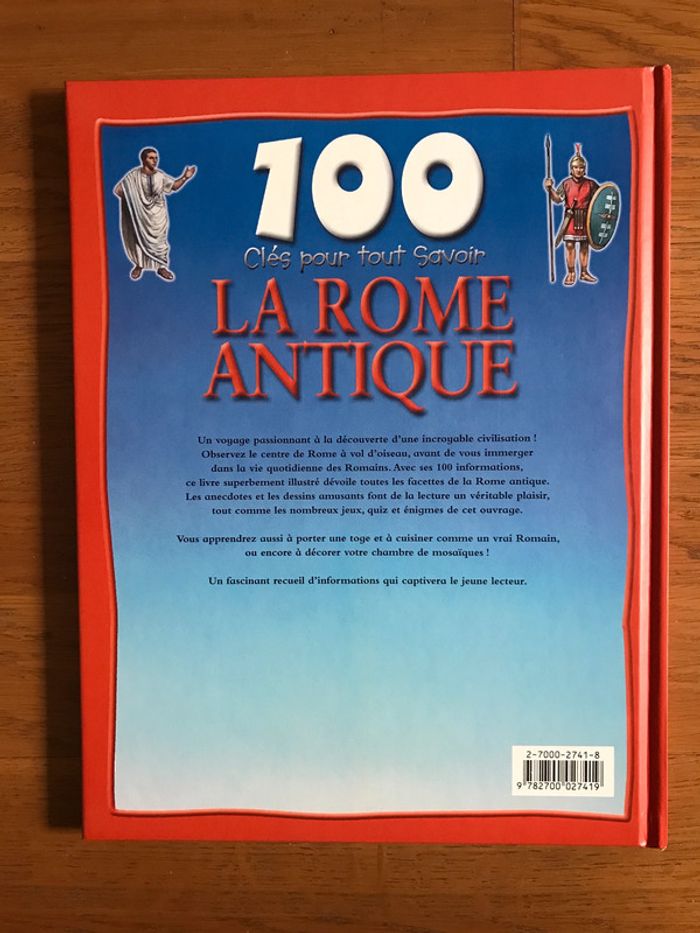 100
Clés pour tout Savoir
LA ROME
ANTIQUE
Un voyage passionnant à la découverte d'une incroyable civilisation !
Observez le centre de Rome à vol d'oiseau, avant de vous immerger
dans la vie quotidienne des Romains. Avec ses 100 informations,
ce livre superbement illustré dévoile toutes les facettes de la Rome antique.
Les anecdotes et les dessins amusants font de la lecture un véritable plaisir,
tout comme les nombreux jeux, quiz et énigmes de cet ouvrage.
Vous apprendrez aussi à porter une toge et à cuisiner comme un vrai Romain,
ou encore à décorer votre chambre de mosaïques !
Un fascinant recueil d'informations qui captivera le jeune lecteur.
2-7000-2741-8
9 782700 027419